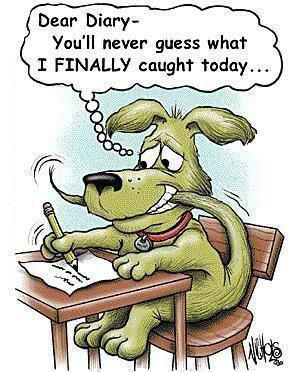 Dear Diary-
You'll never guess what
I FINALLY caught today...